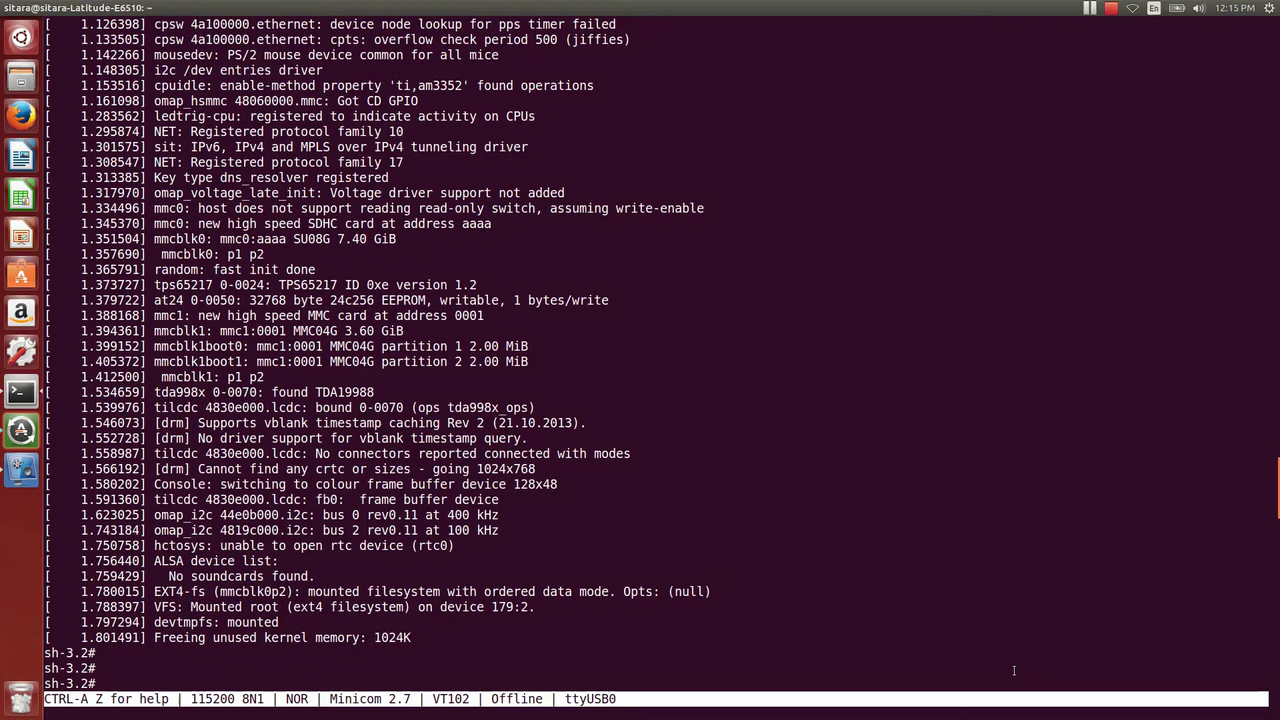 sitara@sitara-Latitude-E6510: ~
En
12:15 PM
[    1.126398] cpsw 4a100000.ethernet: device node lookup for pps timer failed
[    1.133505] cpsw 4a100000.ethernet: cpts: overflow check period 500 (jiffies)
[    1.142266] mousedev: PS/2 mouse device common for all mice
[    1.148305] i2c /dev entries driver
[    1.153516] cpuidle: enable-method property 'ti,am3352' found operations
[    1.161098] omap_hsmmc 48060000.mmc: Got CD GPIO
[    1.283562] ledtrig-cpu: registered to indicate activity on CPUs
[    1.295874] NET: Registered protocol family 10
[    1.301575] sit: IPv6, IPv4 and MPLS over IPv4 tunneling driver
[    1.308547] NET: Registered protocol family 17
[    1.313385] Key type dns_resolver registered
[    1.317970] omap_voltage_late_init: Voltage driver support not added
[    1.334496] mmc0: host does not support reading read-only switch, assuming write-enable
[    1.345370] mmc0: new high speed SDHC card at address aaaa
[    1.351504] mmcblk0: mmc0:aaaa SU08G 7.40 GiB
[    1.357690]  mmcblk0: p1 p2
[    1.365791] random: fast init done
[    1.373727] tps65217 0-0024: TPS65217 ID 0xe version 1.2
[    1.379722] at24 0-0050: 32768 byte 24c256 EEPROM, writable, 1 bytes/write
[    1.388168] mmc1: new high speed MMC card at address 0001
[    1.394361] mmcblk1: mmc1:0001 MMC04G 3.60 GiB
[    1.399152] mmcblk1boot0: mmc1:0001 MMC04G partition 1 2.00 MiB
[    1.405372] mmcblk1boot1: mmc1:0001 MMC04G partition 2 2.00 MiB
[    1.412500]  mmcblk1: p1 p2
[    1.534659] tda998x 0-0070: found TDA19988
[    1.539976] tilcdc 4830e000.lcdc: bound 0-0070 (ops tda998x_ops)
[    1.546073] [drm] Supports vblank timestamp caching Rev 2 (21.10.2013).
[    1.552728] [drm] No driver support for vblank timestamp query.
[    1.558987] tilcdc 4830e000.lcdc: No connectors reported connected with modes
[    1.566192] [drm] Cannot find any crtc or sizes - going 1024x768
[    1.580202] Console: switching to colour frame buffer device 128x48
[    1.591360] tilcdc 4830e000.lcdc: fb0:  frame buffer device
[    1.623025] omap_i2c 44e0b000.i2c: bus 0 rev0.11 at 400 kHz
[    1.743184] omap_i2c 4819c000.i2c: bus 2 rev0.11 at 100 kHz
[    1.750758] hctosys: unable to open rtc device (rtc0)
[    1.756440] ALSA device list:
[    1.759429]   No soundcards found.
[    1.780015] EXT4-fs (mmcblk0p2): mounted filesystem with ordered data mode. Opts: (null)
[    1.788397] VFS: Mounted root (ext4 filesystem) on device 179:2.
[    1.797294] devtmpfs: mounted
[    1.801491] Freeing unused kernel memory: 1024K
sh-3.2#
sh-3.2#
sh-3.2#
CTRL-A Z for help | 115200 8N1 | NOR | Minicom 2.7 | VT102 | Offline | ttyUSB0